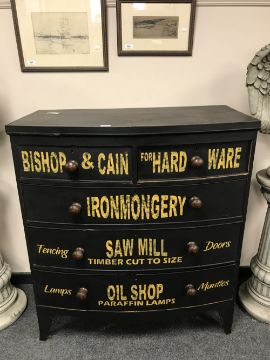 BISHOP & CAIN FOR HARD WARE
IRONMONGERY
Fencing SAW MILL Doors
TIMBER CUT TO SIZE
Lamps OIL SHOP Mantles
PARAFFIN LAMPS